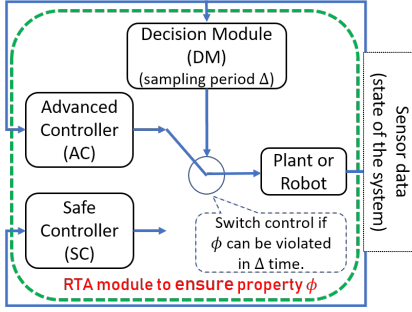 Decision Module
(DM)
(sampling period Δ)
Advanced
Controller
(AC)
Plant or
Robot
Sensor data
(state of the system)
Safe
Controller
(SC)
Switch control if
ϕ can be violated
in Δ time.
RTA module to ensure property ϕ